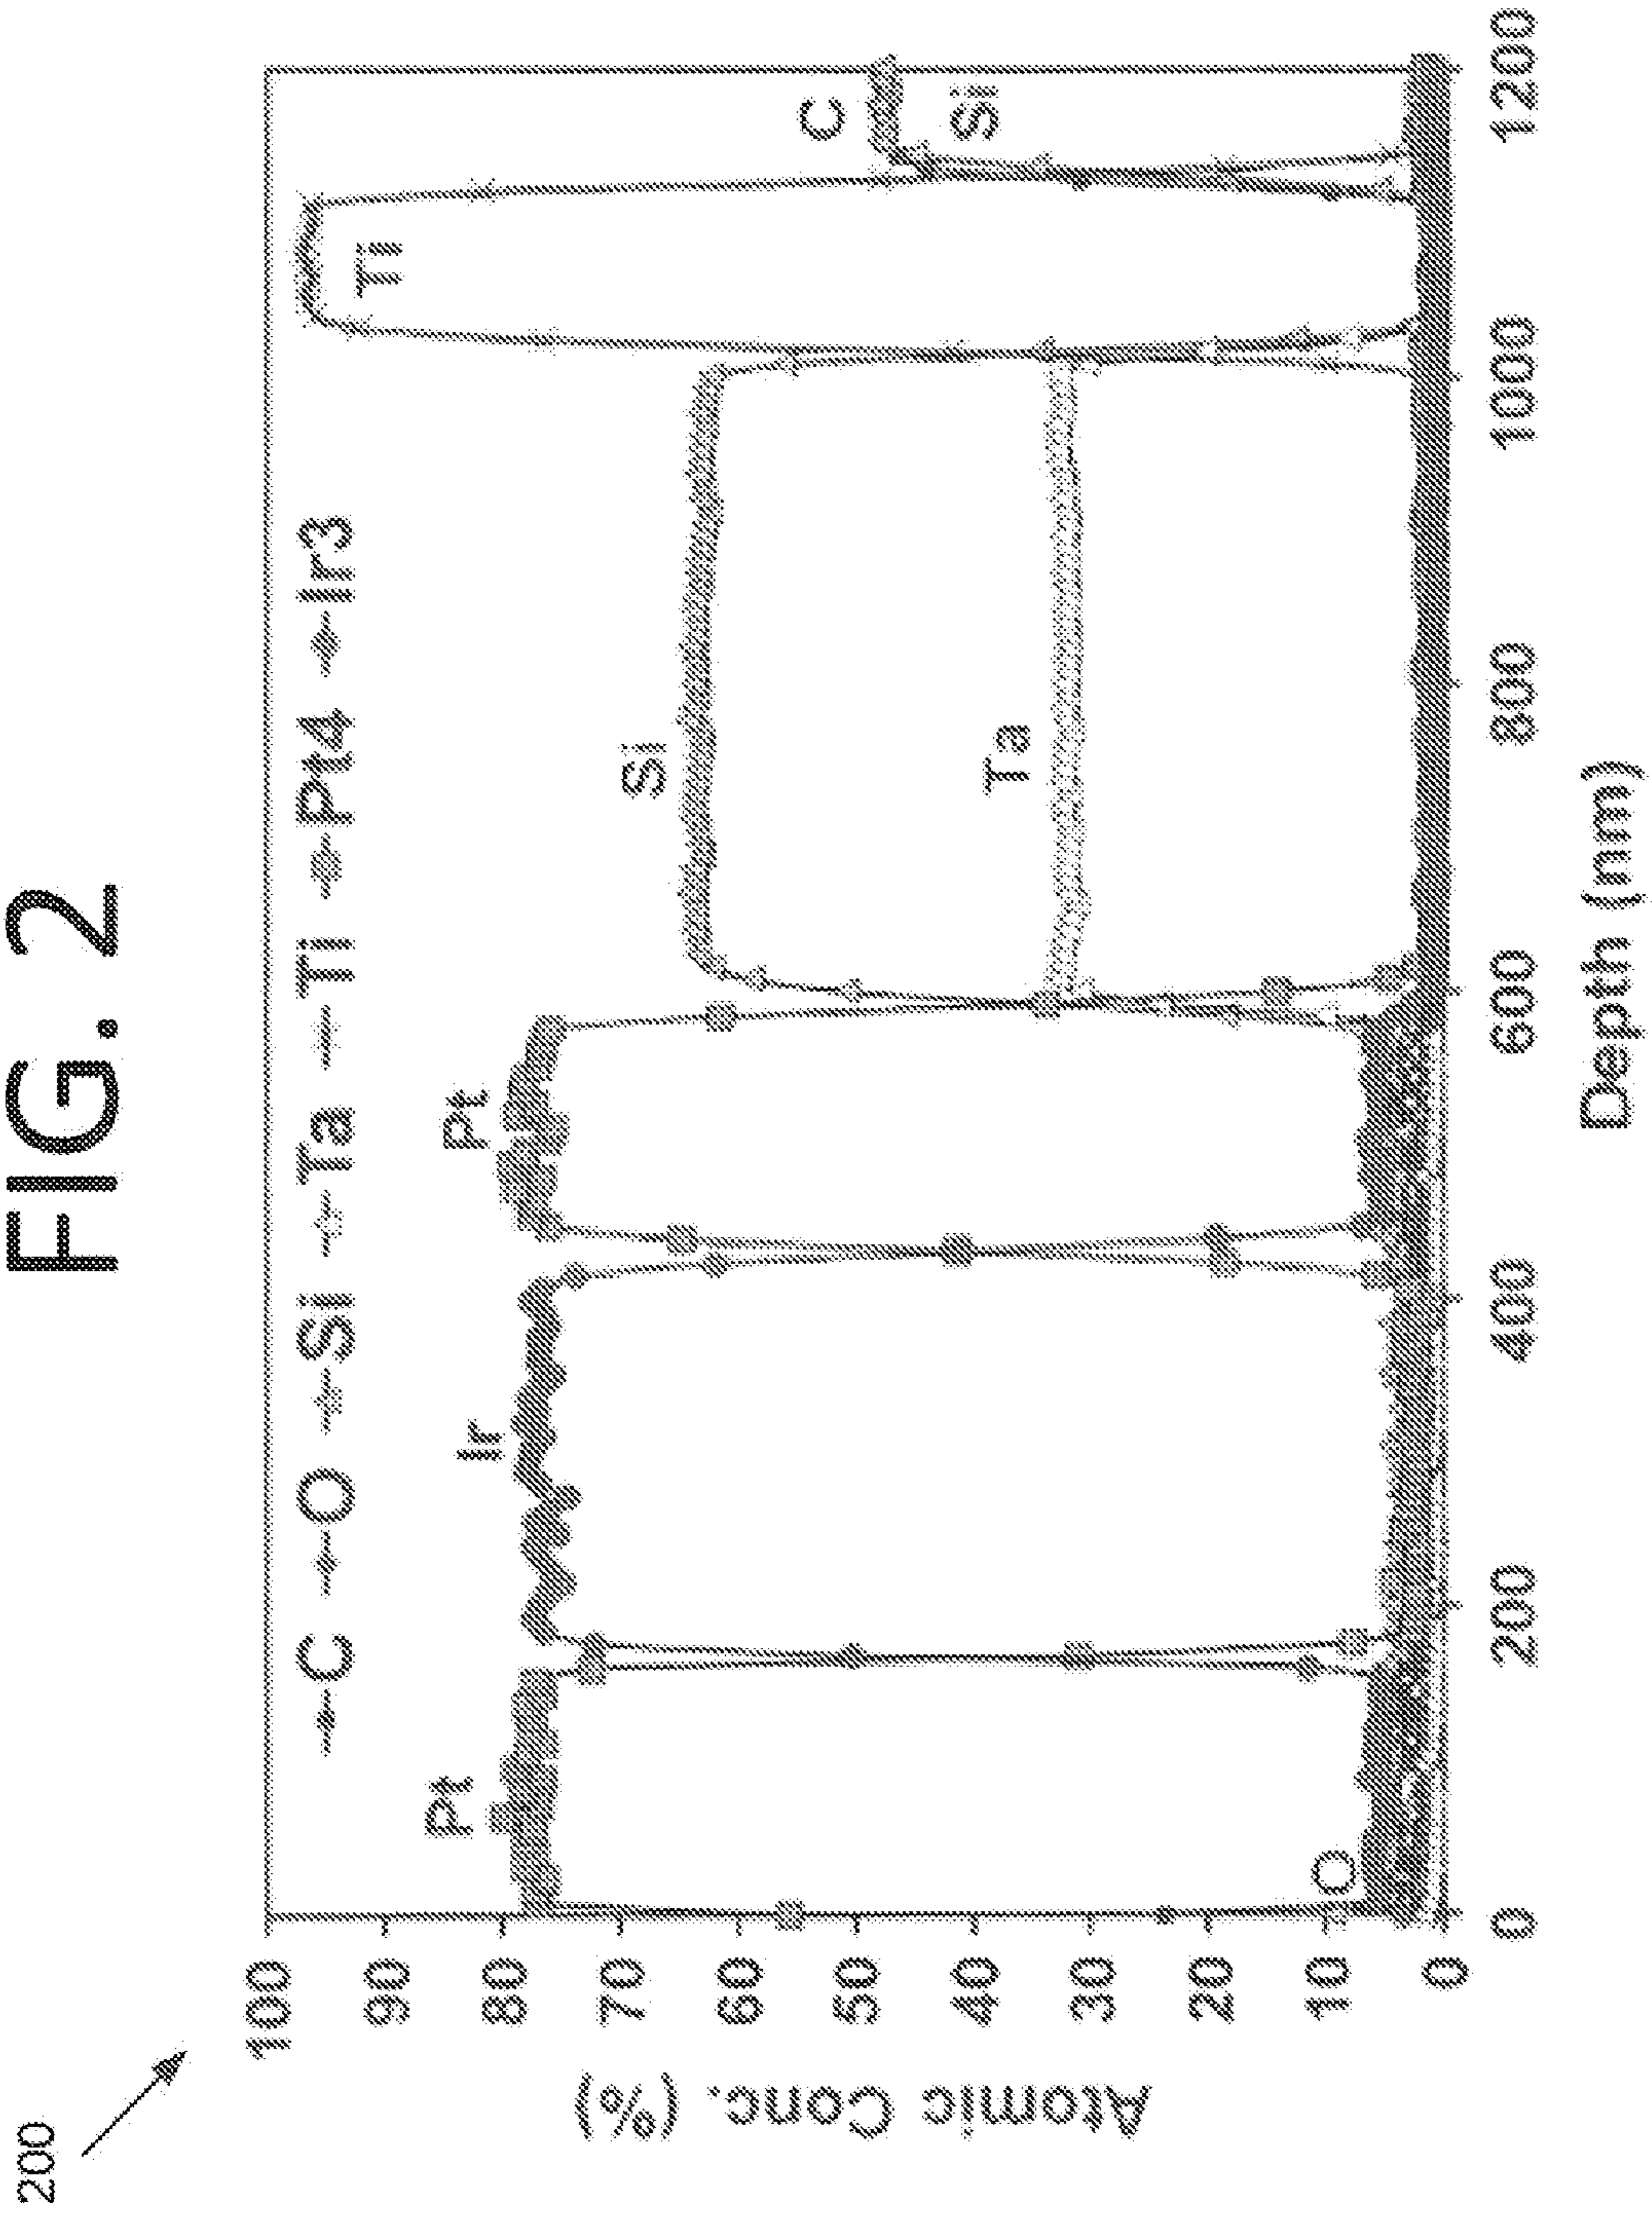 FIG. 2
200
C O Si Ta Ti Pt4 Ir3
Pt
Ir
Pt
Si
Ta
Ti
C
Si
O
Atomic Conc. (%)
100
90
80
70
60
50
40
30
20
10
0
0 200 400 600 800 1000 1200
Depth (nm)